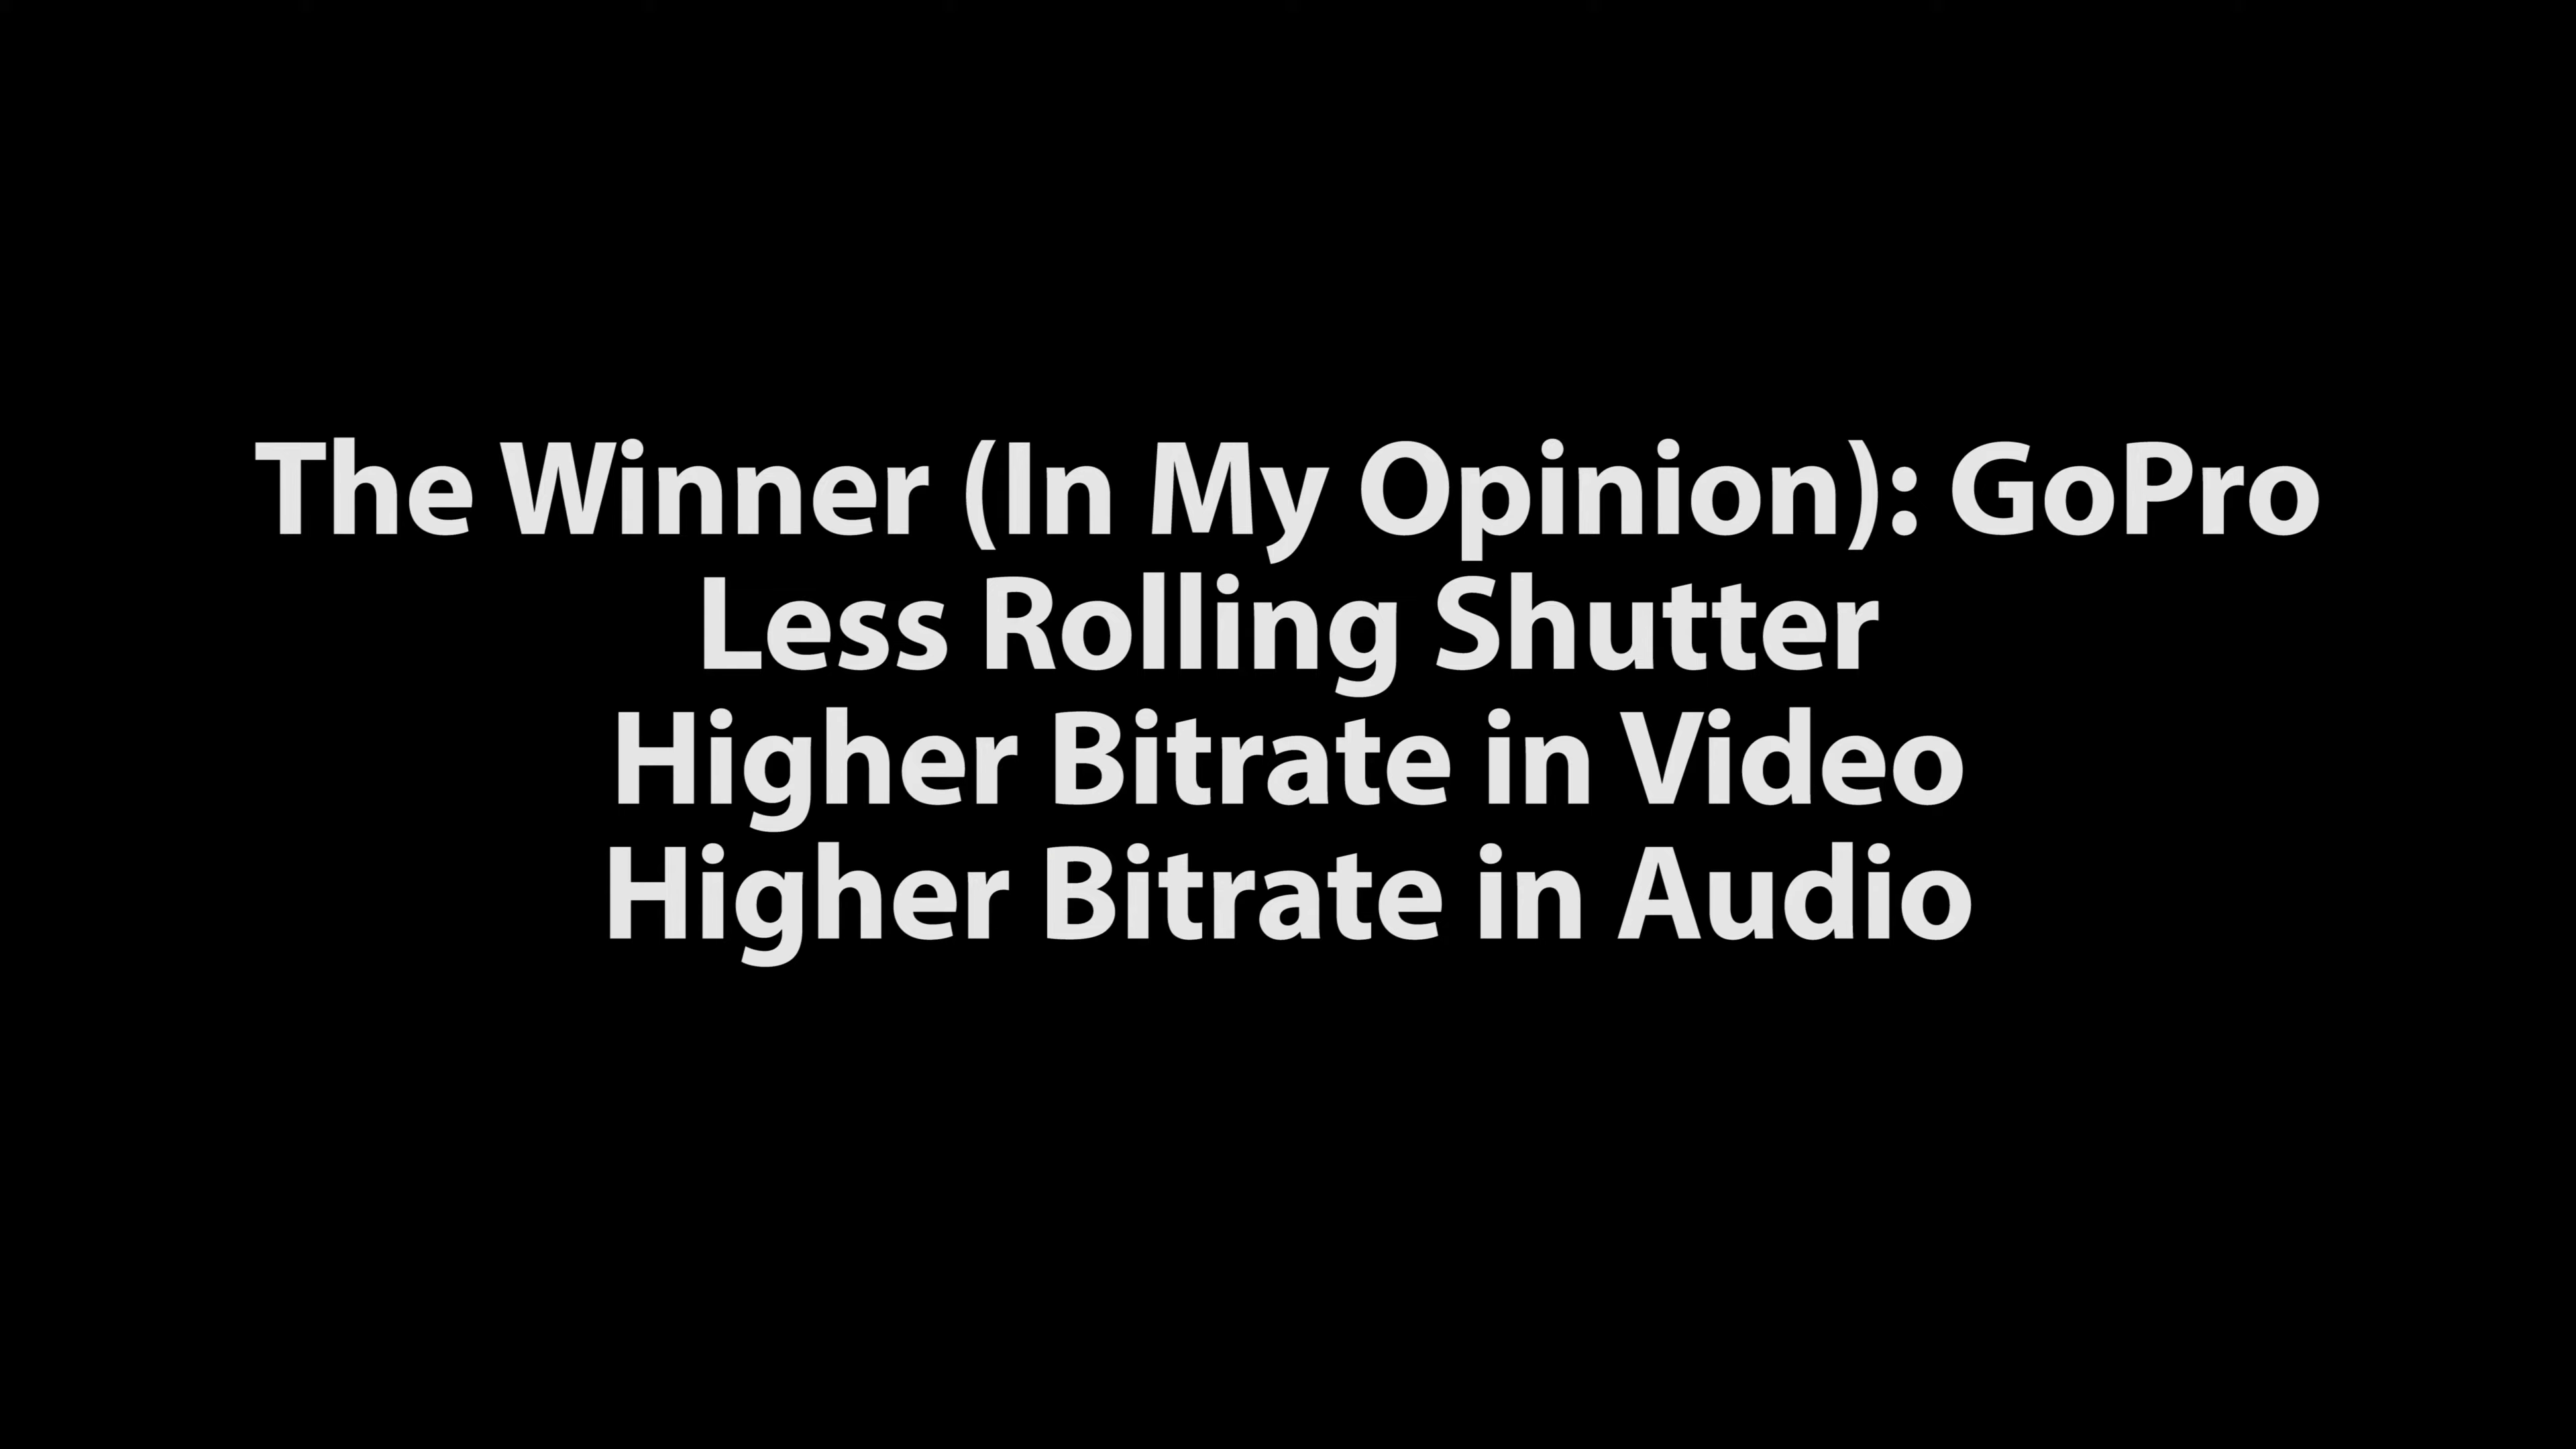 The Winner (In My Opinion): GoPro
Less Rolling Shutter
Higher Bitrate in Video
Higher Bitrate in Audio